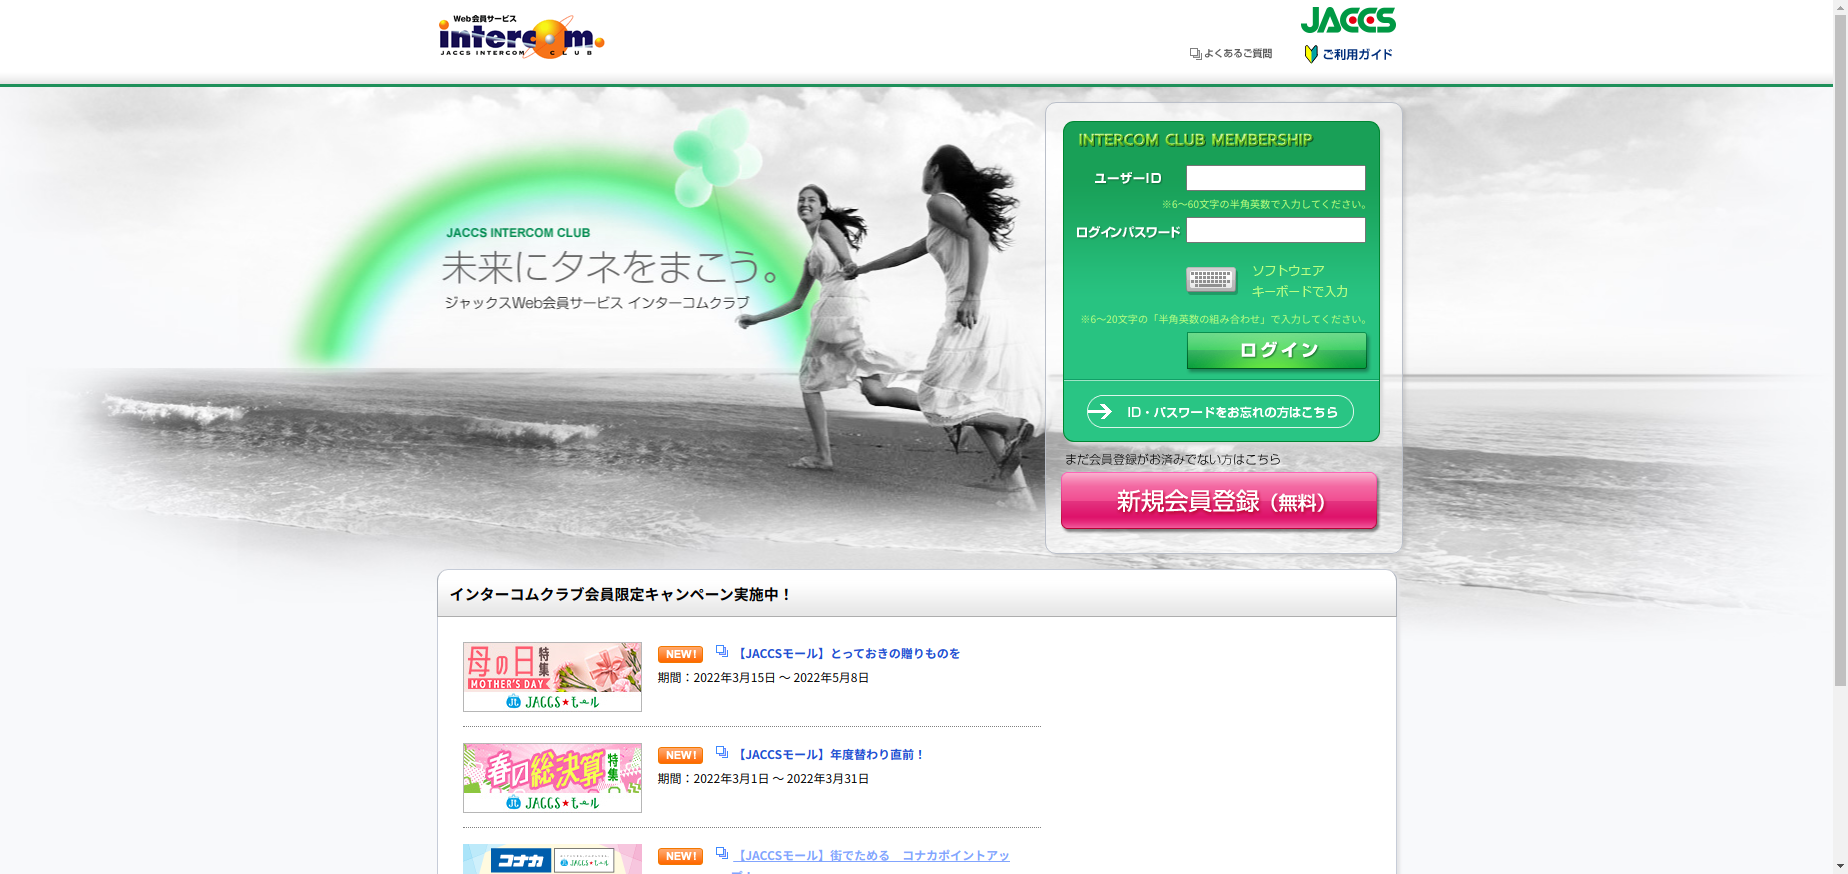 Web会員サービス
intercom.
JACCS INTERCOM CLUB
JACCS
よくあるご質問
ご利用ガイド
JACCS INTERCOM CLUB
未来にタネをまこう。
ジャックスWeb会員サービス インターコムクラブ
INTERCOM CLUB MEMBERSHIP
ユーザーID
※6〜60文字の半角英数で入力してください。
ログインパスワード
ソフトウェア
キーボードで入力
※6〜20文字の「半角英数の組み合わせ」で入力してください。
ログイン
ID・パスワードをお忘れの方はこちら
まだ会員登録がお済みでない方はこちら
新規会員登録（無料）
インターコムクラブ会員限定キャンペーン実施中！
母の日特集
MOTHER'S DAY
JACCS★モール
NEW!
【JACCSモール】とっておきの贈りものを
期間：2022年3月15日 〜 2022年5月8日
春の総決算特集
JACCS★モール
NEW!
【JACCSモール】年度替わり直前！
期間：2022年3月1日 〜 2022年3月31日
コナカ
JACCS★モール
NEW!
【JACCSモール】街でためる　コナカポイントアッ